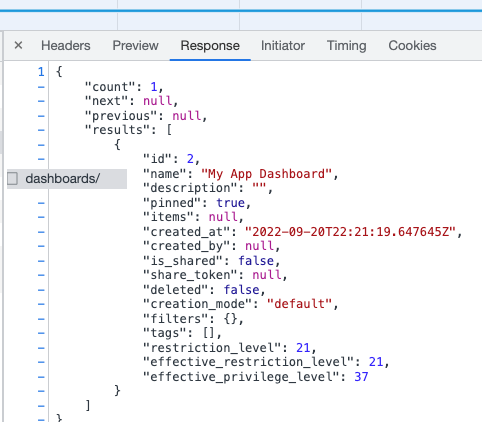 × Headers Preview Response Initiator Timing Cookies
1 {
– "count": 1,
– "next": null,
– "previous": null,
– "results": [
– {
– "id": 2,
dashboards/ "name": "My App Dashboard",
"description": "",
– "pinned": true,
– "items": null,
– "created_at": "2022-09-20T22:21:19.647645Z",
– "created_by": null,
– "is_shared": false,
– "share_token": null,
– "deleted": false,
– "creation_mode": "default",
– "filters": {},
– "tags": [],
– "restriction_level": 21,
– "effective_restriction_level": 21,
– "effective_privilege_level": 37
– }
– ]
– }